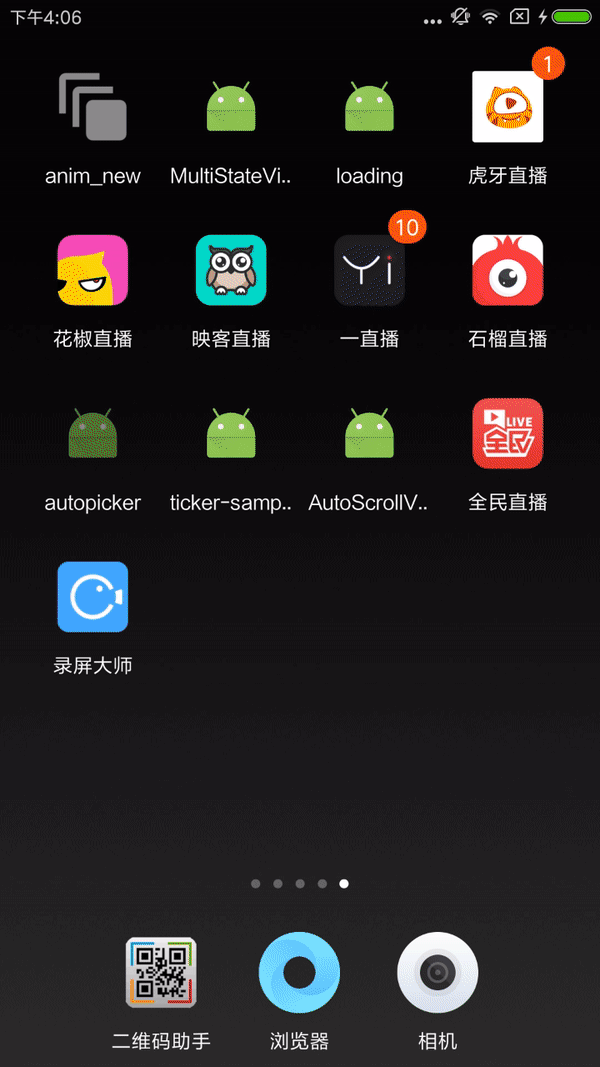 下午4:06
1
anim_new
MultiStateVi..
loading
虎牙直播
10
Yi
花椒直播
映客直播
一直播
石榴直播
LIVE
全民
autopicker
ticker-samp..
AutoScrollV..
全民直播
录屏大师
二维码助手
浏览器
相机